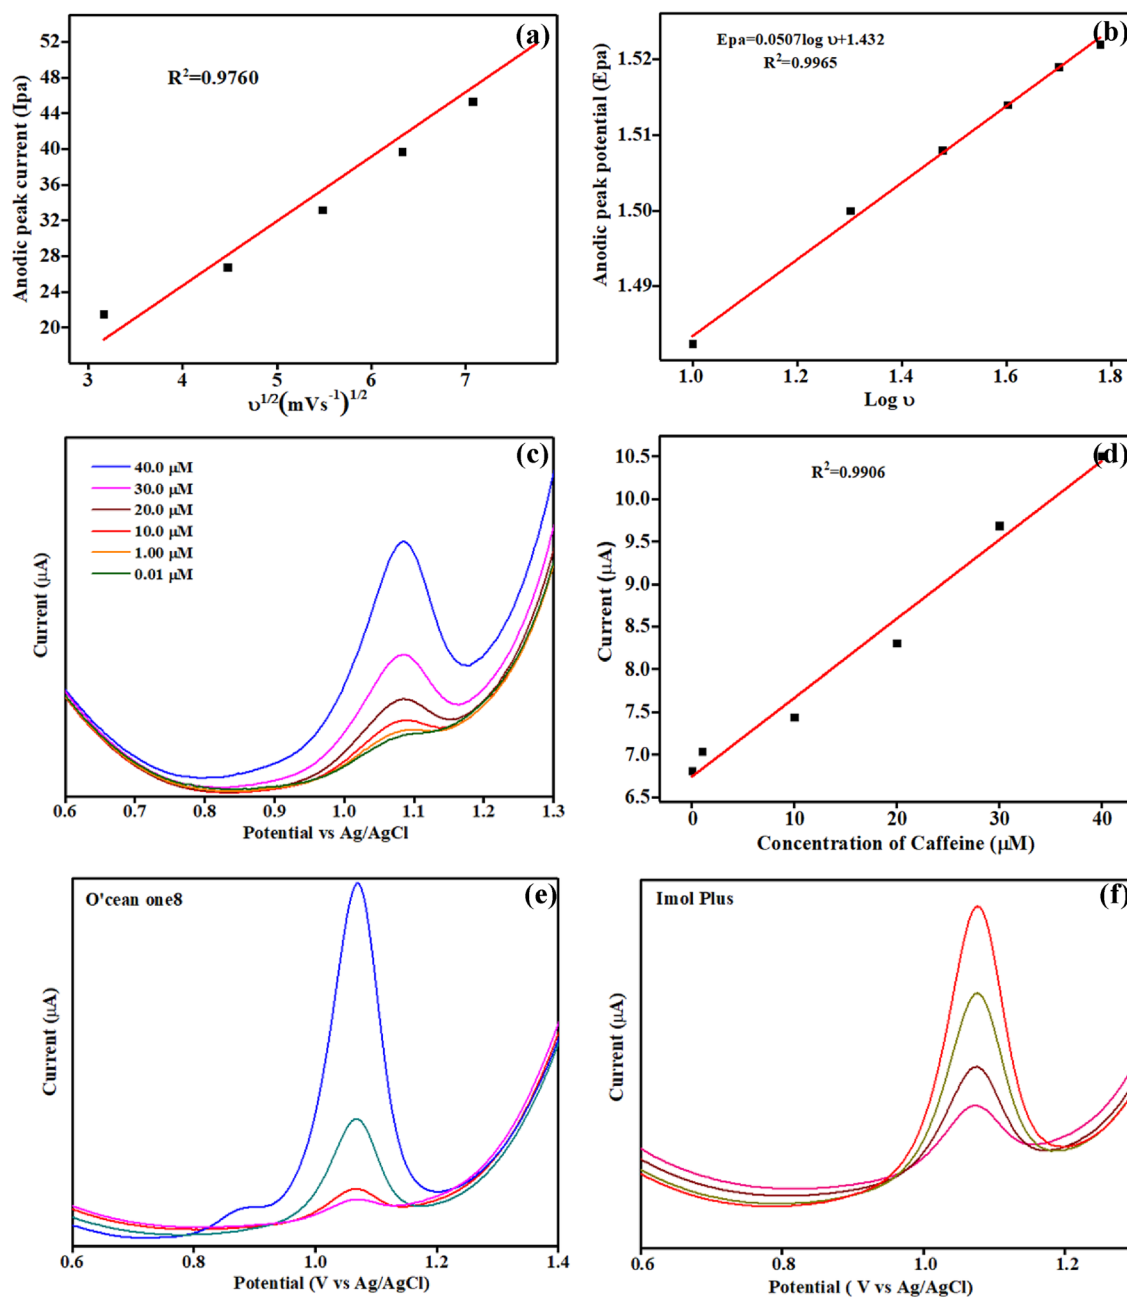 (a)
R²=0.9760
Anodic peak current (Ipa)
52
48
44
40
36
32
28
24
20
3 4 5 6 7
υ^1/2(mVs^-1)^1/2
(b)
Epa=0.0507log υ+1.432
R²=0.9965
Anodic peak potential (Epa)
1.52
1.51
1.50
1.49
1.0 1.2 1.4 1.6 1.8
Log υ
(c)
40.0 μM
30.0 μM
20.0 μM
10.0 μM
1.00 μM
0.01 μM
Current (μA)
0.6 0.7 0.8 0.9 1.0 1.1 1.2 1.3
Potential vs Ag/AgCl
(d)
R²=0.9906
Current (μA)
10.5
10.0
9.5
9.0
8.5
8.0
7.5
7.0
6.5
0 10 20 30 40
Concentration of Caffeine (μM)
(e)
O'cean one8
Current (μA)
0.6 0.8 1.0 1.2 1.4
Potential (V vs Ag/AgCl)
(f)
Imol Plus
Current (μA)
0.6 0.8 1.0 1.2
Potential ( V vs Ag/AgCl)